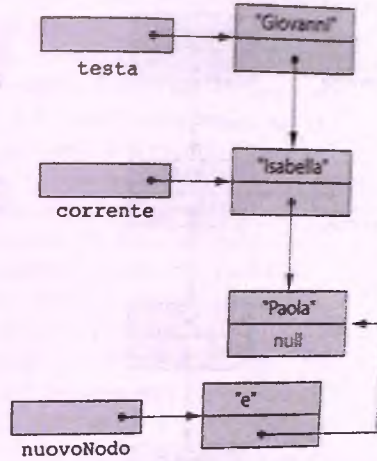 "Giovanni"
testa
"Isabella"
corrente
"Paola"
null
"e"
nuovoNodo